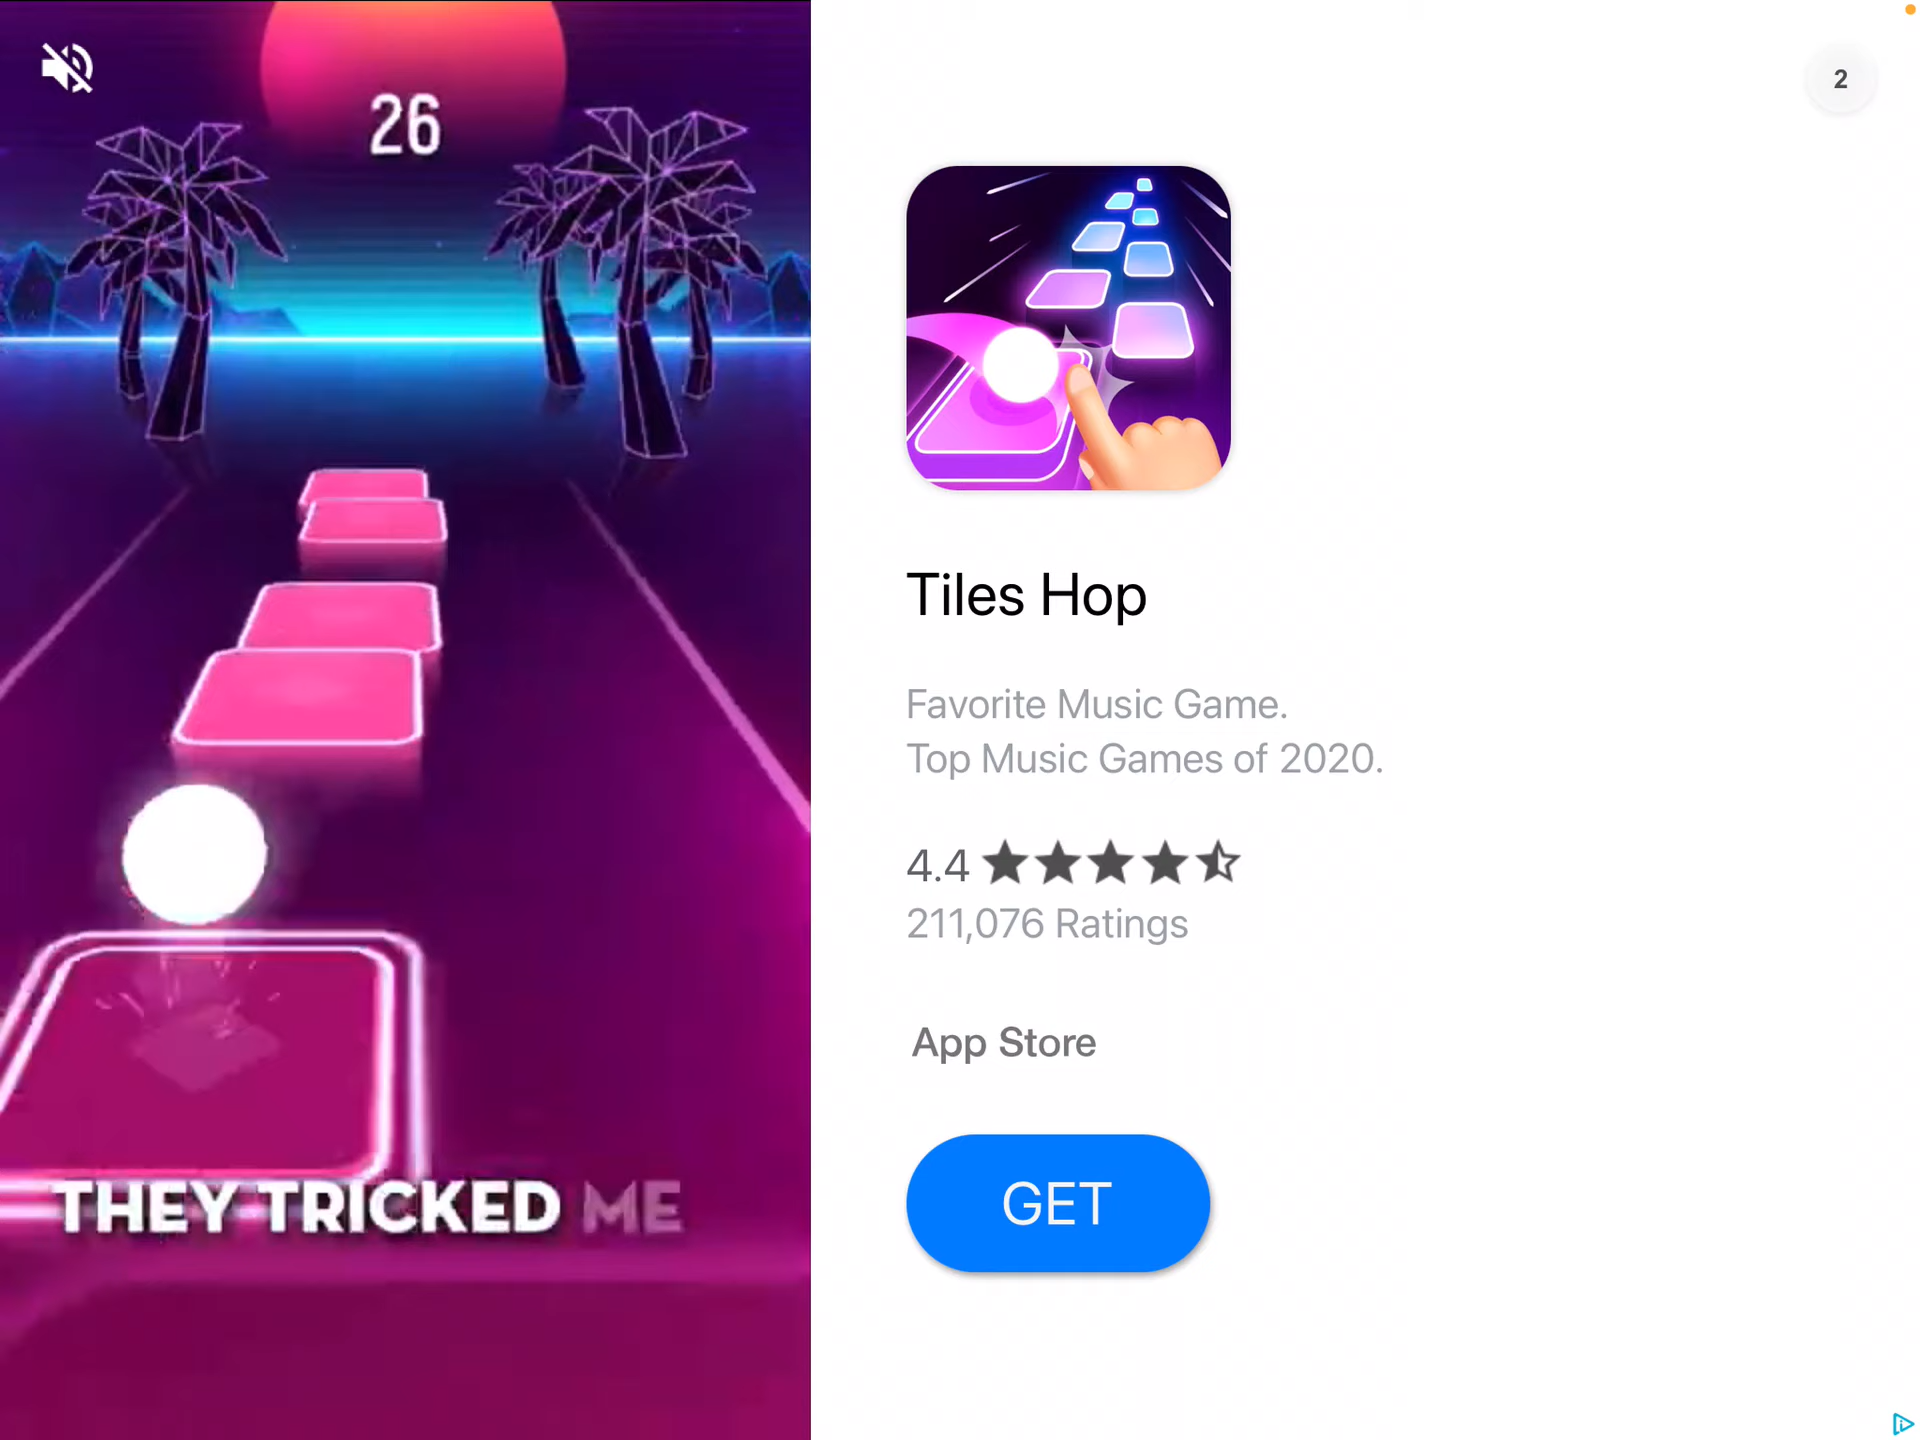 26
THEY TRICKED ME
2
Tiles Hop
Favorite Music Game.
Top Music Games of 2020.
4.4
211,076 Ratings
App Store
GET